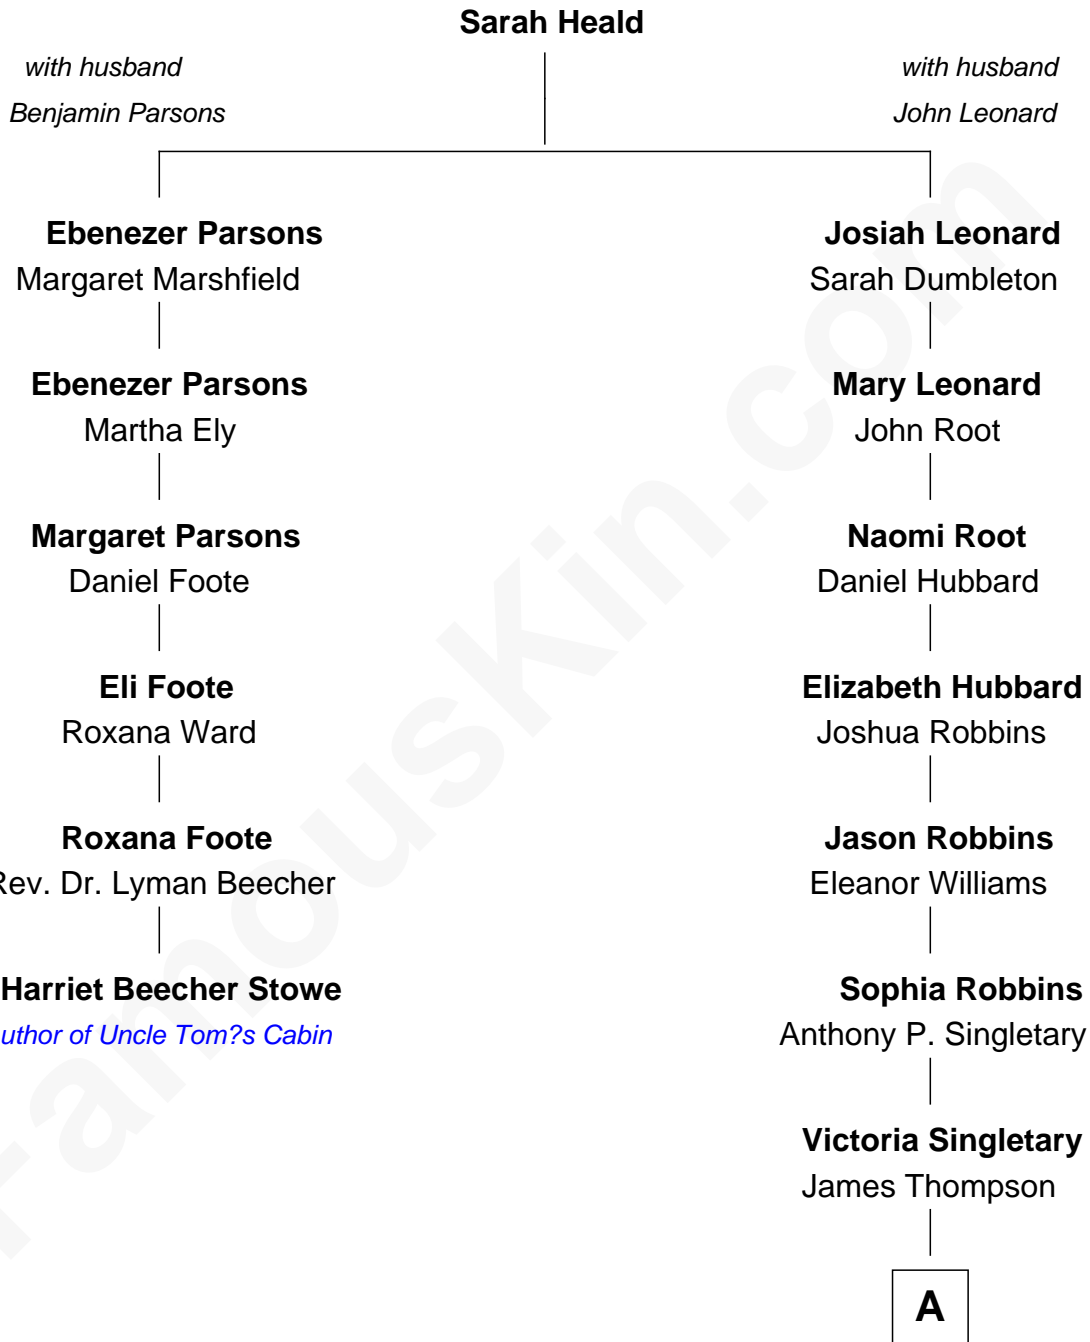 Sarah Heald
with husband
Benjamin Parsons
with husband
John Leonard
Ebenezer Parsons
Margaret Marshfield
Ebenezer Parsons
Martha Ely
Margaret Parsons
Daniel Foote
Eli Foote
Roxana Ward
Roxana Foote
Rev. Dr. Lyman Beecher
Harriet Beecher Stowe
uthor of Uncle Tom?s Cabin
Josiah Leonard
Sarah Dumbleton
Mary Leonard
John Root
Naomi Root
Daniel Hubbard
Elizabeth Hubbard
Joshua Robbins
Jason Robbins
Eleanor Williams
Sophia Robbins
Anthony P. Singletary
Victoria Singletary
James Thompson
A
FamousKin.com